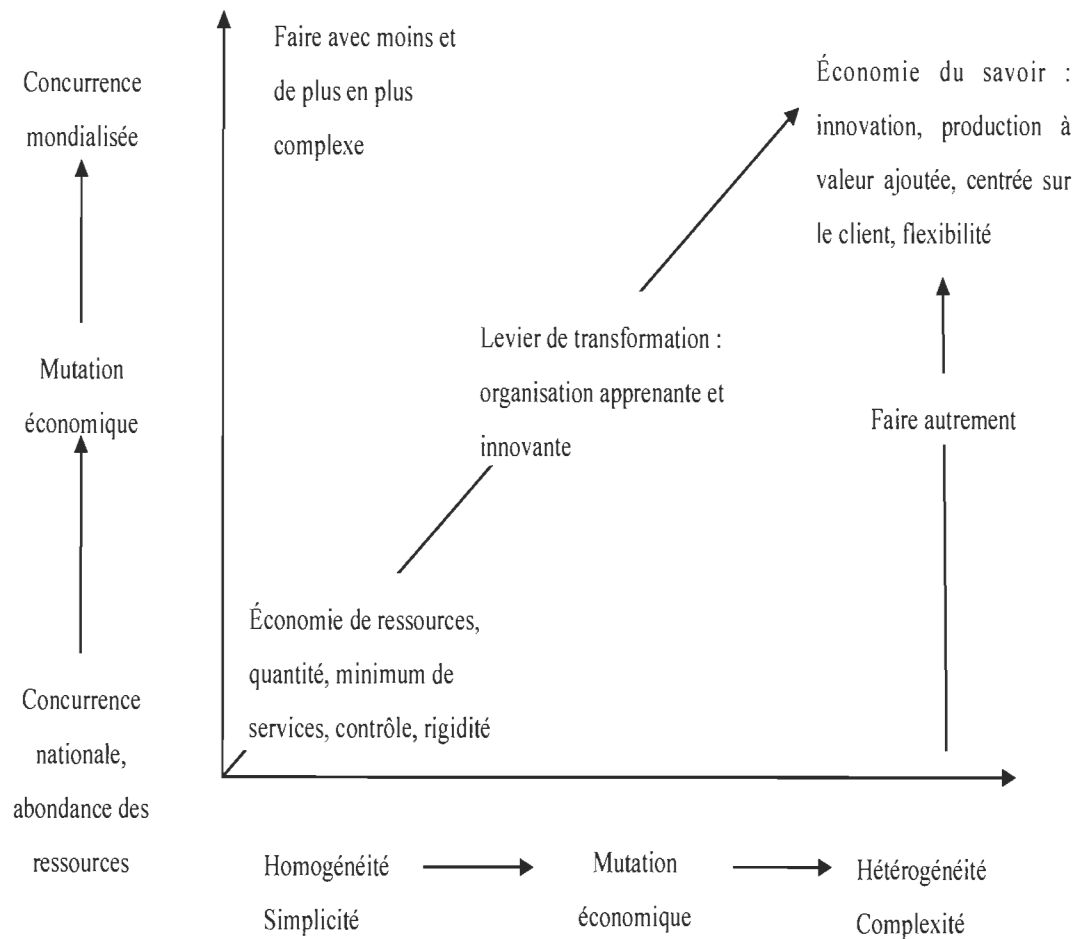 Faire avec moins et
de plus en plus
complexe
Concurrence
mondialisée
Économie du savoir :
innovation, production à
valeur ajoutée, centrée sur
le client, flexibilité
Mutation
économique
Levier de transformation :
organisation apprenante et
innovante
Faire autrement
Économie de ressources,
quantité, minimum de
services, contrôle, rigidité
Concurrence
nationale,
abondance des
ressources
Homogénéité
Simplicité
Mutation
économique
Hétérogénéité
Complexité